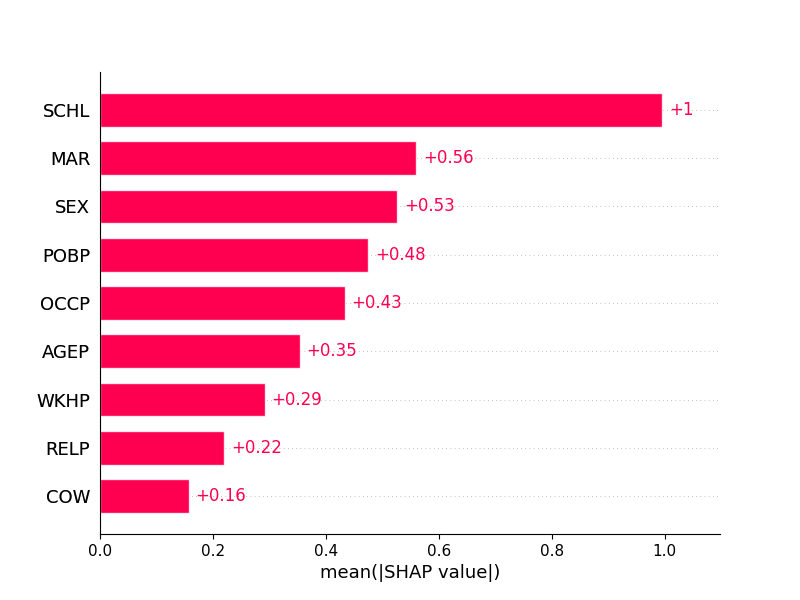 SCHL +1
MAR +0.56
SEX +0.53
POBP +0.48
OCCP +0.43
AGEP +0.35
WKHP +0.29
RELP +0.22
COW +0.16
0.0 0.2 0.4 0.6 0.8 1.0
mean(|SHAP value|)